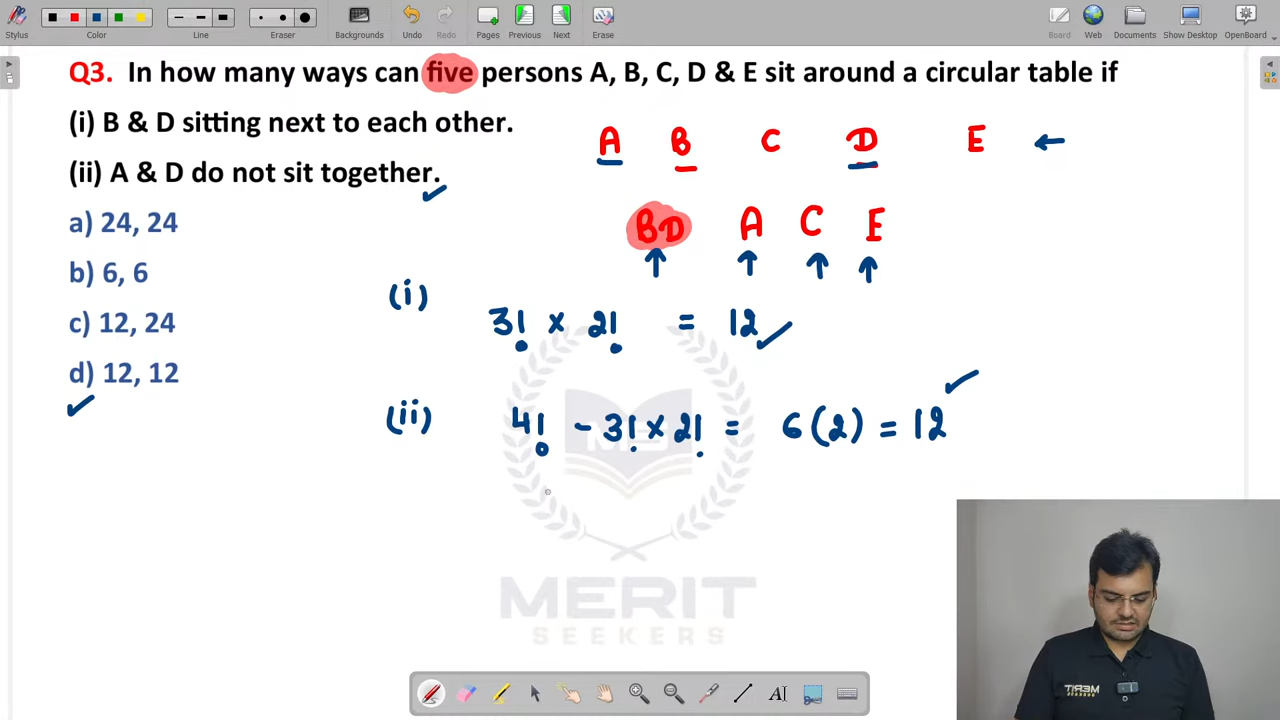 Stylus
Color
Line
Eraser
Backgrounds
Undo
Redo
Pages
Previous
Next
Erase
Board
Web
Documents
Show Desktop
OpenBoard
Q3. In how many ways can five persons A, B, C, D & E sit around a circular table if
(i) B & D sitting next to each other.
A B C D E ←
(ii) A & D do not sit together.
a) 24, 24
BD A C E
b) 6, 6
(i)
c) 12, 24
3! × 2! = 12
d) 12, 12
(ii) 4! - 3! × 2! = 6(2) = 12
MS
MERIT
SEEKERS
MERIT
SEEKERS